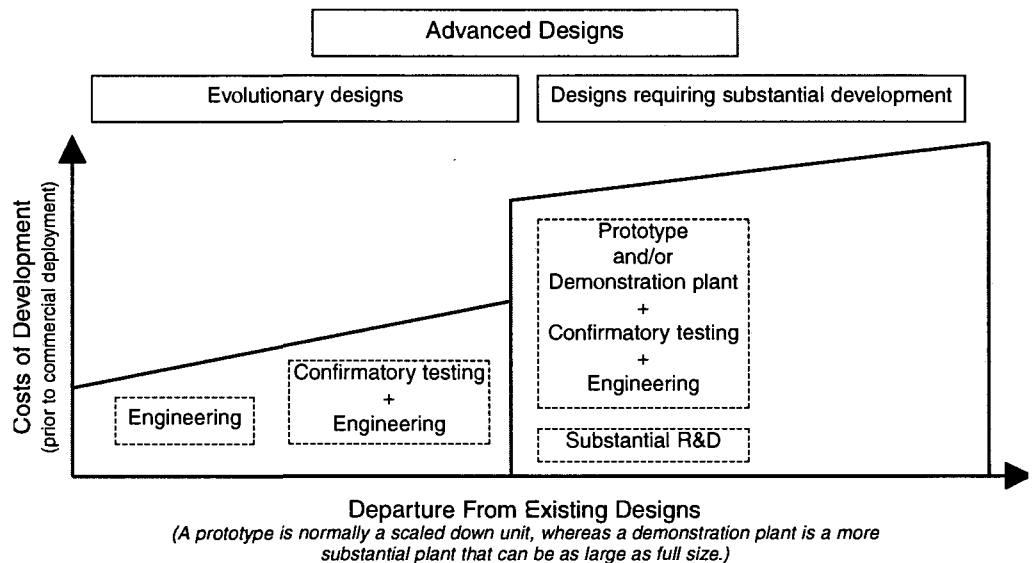 Advanced Designs
Evolutionary designs
Designs requiring substantial development
Costs of Development
(prior to commercial deployment)
Engineering
Confirmatory testing
+
Engineering
Prototype
and/or
Demonstration plant
+
Confirmatory testing
+
Engineering
Substantial R&D
Departure From Existing Designs
(A prototype is normally a scaled down unit, whereas a demonstration plant is a more
substantial plant that can be as large as full size.)